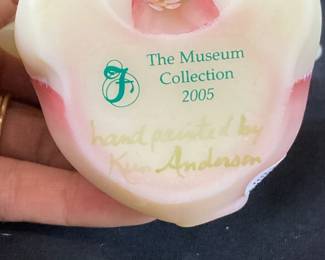 F
The Museum
Collection
2005
hand painted by
Kim Anderson